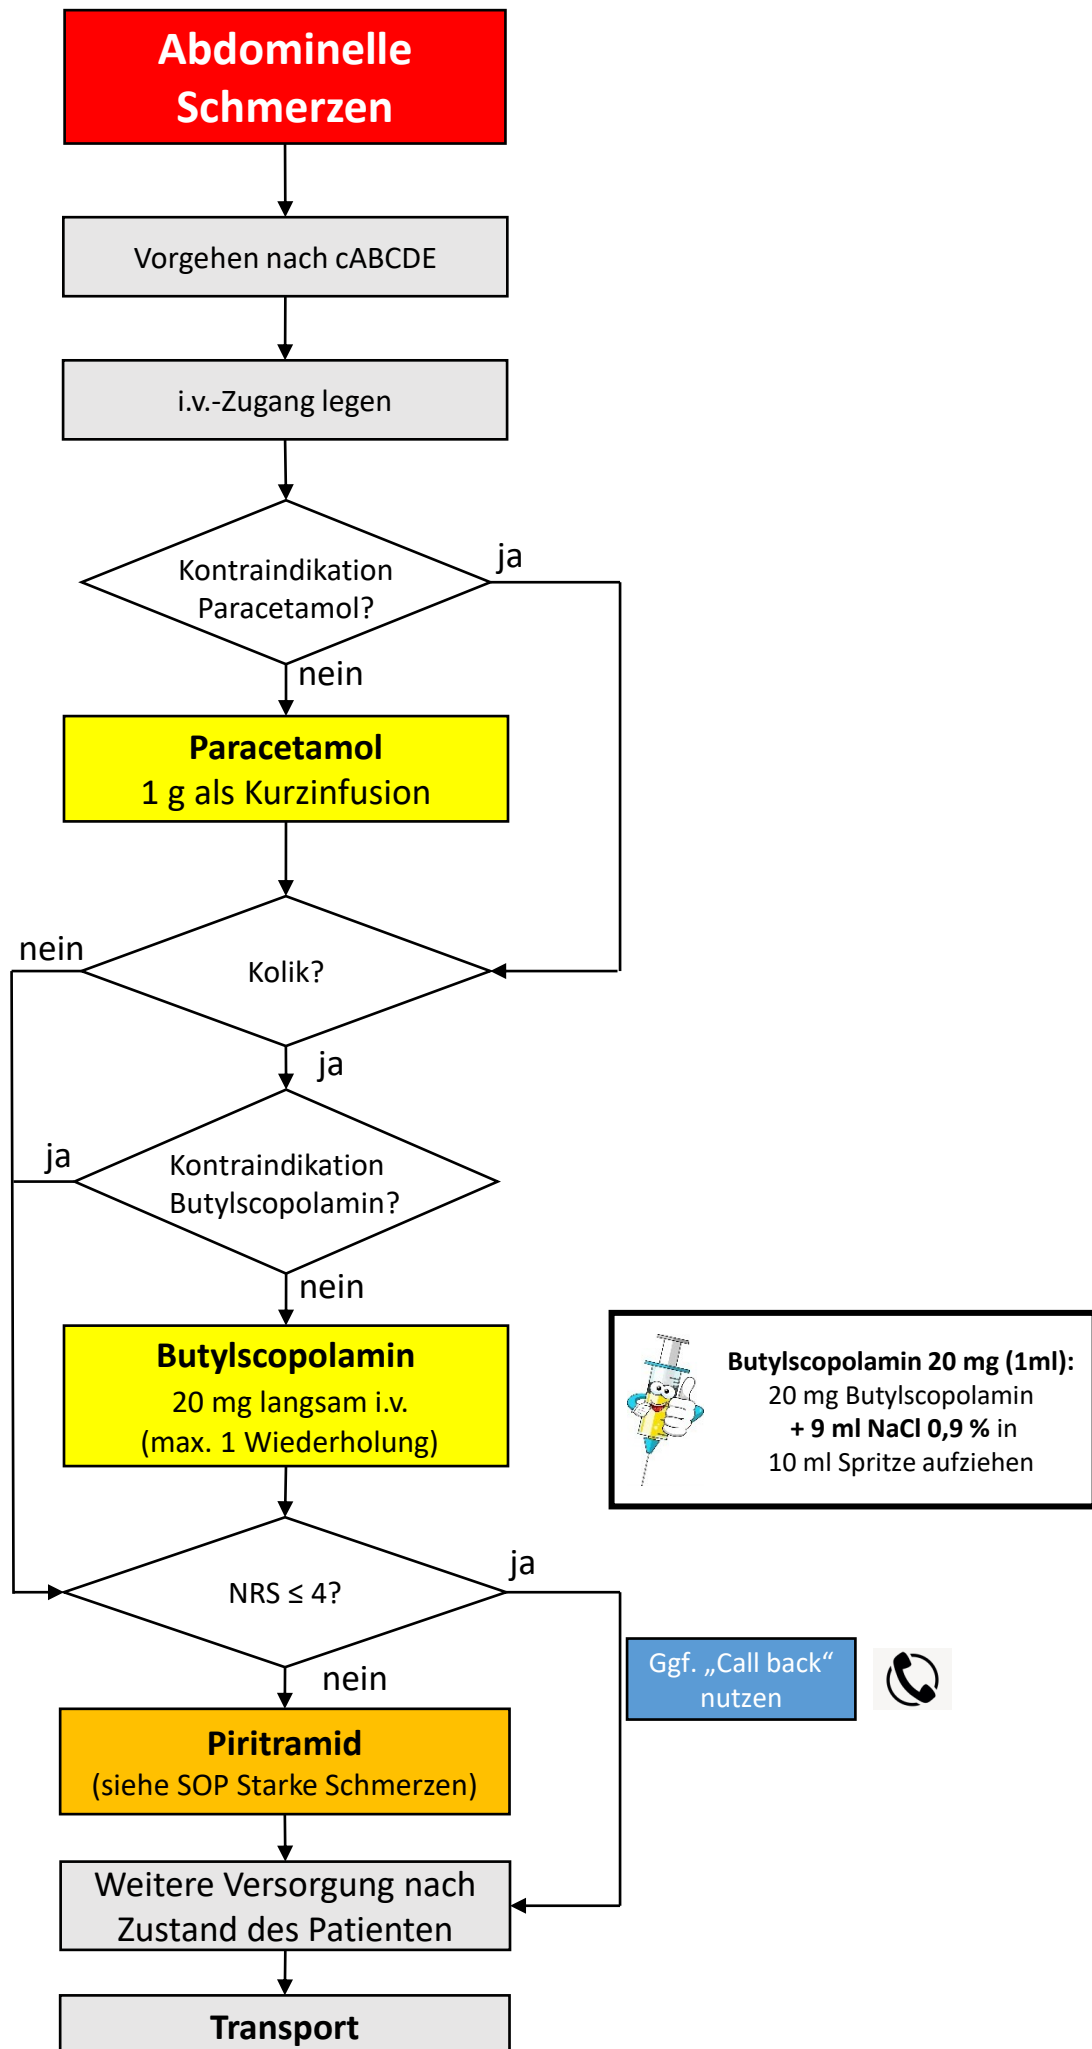 Abdominelle
Schmerzen
Vorgehen nach cABCDE
i.v.-Zugang legen
Kontraindikation
Paracetamol?
ja
nein
Paracetamol
1 g als Kurzinfusion
nein
Kolik?
ja
ja
Kontraindikation
Butylscopolamin?
nein
Butylscopolamin
20 mg langsam i.v.
(max. 1 Wiederholung)
Butylscopolamin 20 mg (1ml):
20 mg Butylscopolamin
+ 9 ml NaCl 0,9 % in
10 ml Spritze aufziehen
NRS ≤ 4?
ja
nein
Ggf. „Call back“
nutzen
Piritramid
(siehe SOP Starke Schmerzen)
Weitere Versorgung nach
Zustand des Patienten
Transport